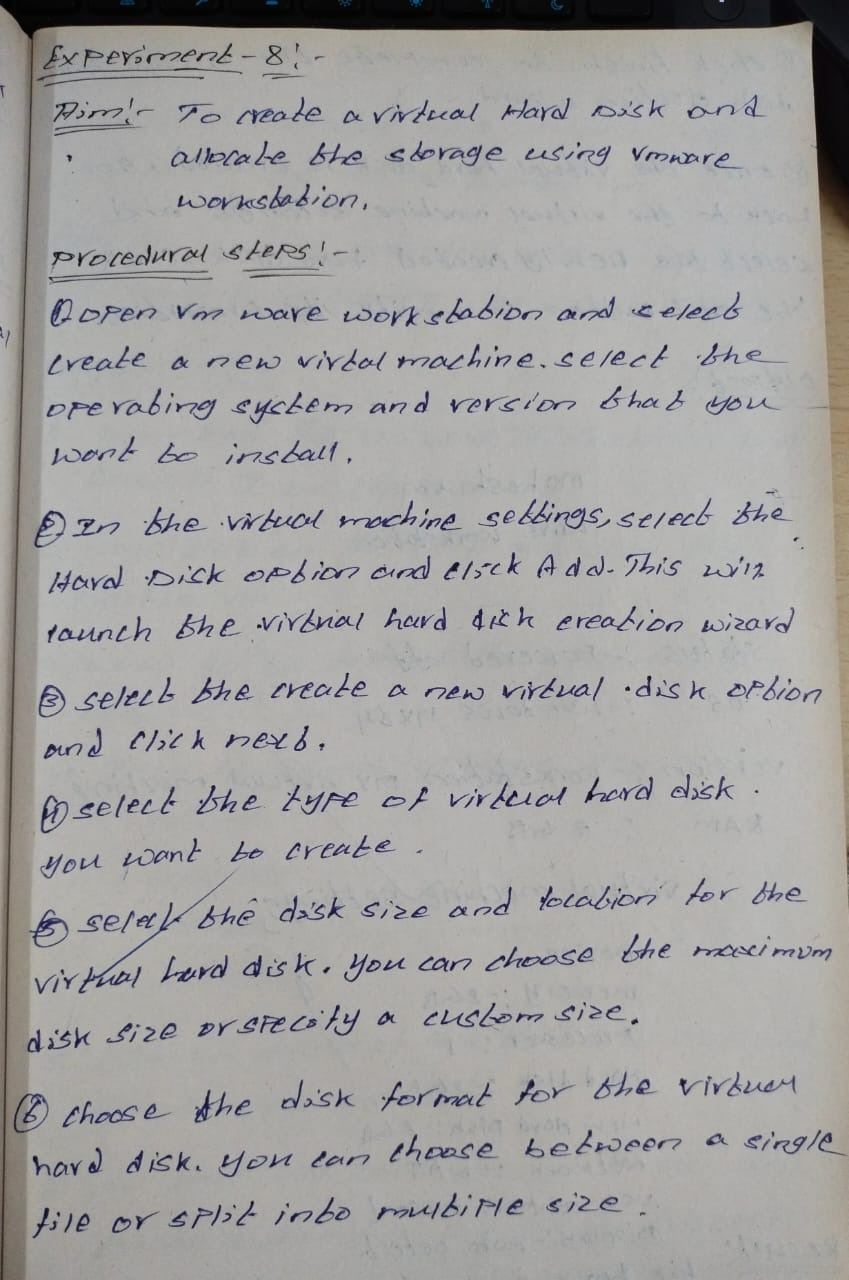 Experiment-8:-
Aim:- To create a virtual Hard Disk and
allocate the storage using vmware
workstation.
procedural steps:-
① open vm ware workstation and select
create a new virtal machine. select the
operating system and version that you
want to install.
② In the virtual machine settings, select the
Hard Disk option and click Add. This will
launch the virtual hard disk creation wizard
③ select the create a new virtual disk option
and click next.
④ select the type of virtual hard disk.
you want to create.
⑤ select the disk size and location for the
virtual hard disk. you can choose the maximum
disk size or specify a custom size.
⑥ choose the disk format for the virtual
hard disk. you can choose between a single
file or split into multiple size.